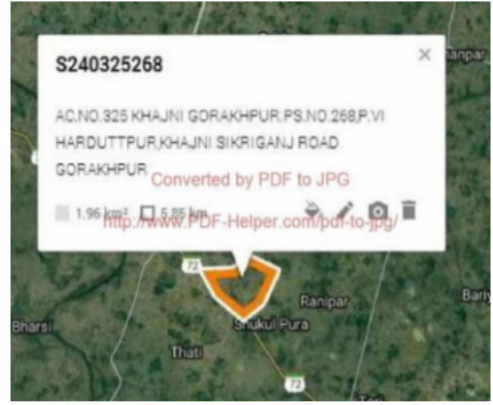 S240325268
×
anpar
AC.NO.325 KHAJNI GORAKHPUR.PS.NO.268,P.VI
HARDUTTPUR,KHAJNI SIKRIGANJ ROAD
GORAKHPUR
Converted by PDF to JPG
1.96 km² 5.85 km
http://www.PDF-Helper.com/pdf-to-jpg/
72
Ranipar
Bariy
Bharsi
Shukul Pura
Thati
72